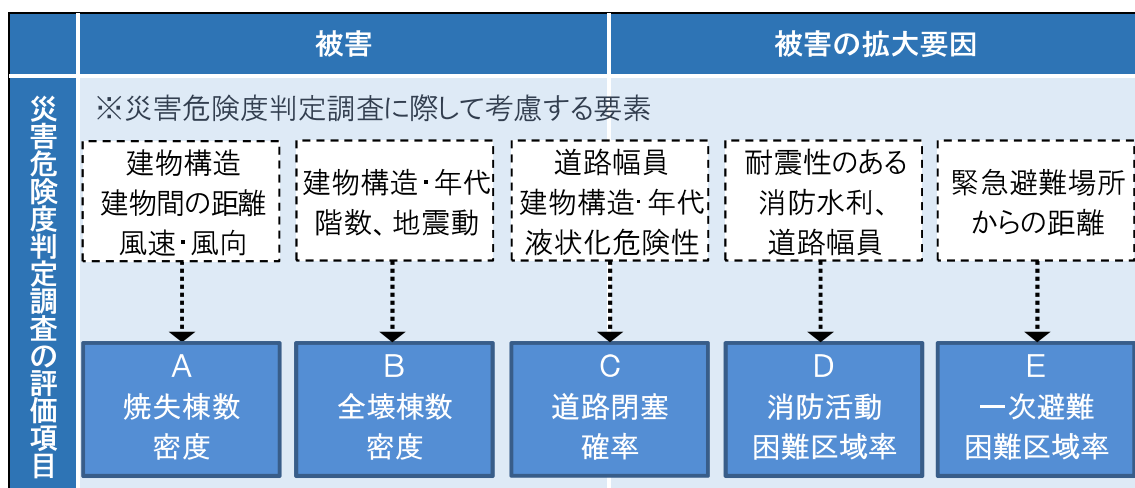 被害
被害の拡大要因
災害危険度判定調査の評価項目
※災害危険度判定調査に際して考慮する要素
建物構造
建物間の距離
風速・風向
建物構造・年代
階数、地震動
道路幅員
建物構造・年代
液状化危険性
耐震性のある
消防水利、
道路幅員
緊急避難場所
からの距離
A
焼失棟数
密度
B
全壊棟数
密度
C
道路閉塞
確率
D
消防活動
困難区域率
E
一次避難
困難区域率